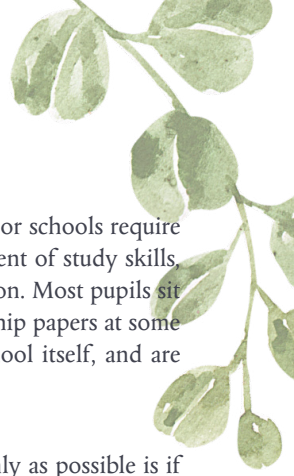 or schools require
ent of study skills,
on. Most pupils sit
hip papers at some
ool itself, and are
ly as possible is if